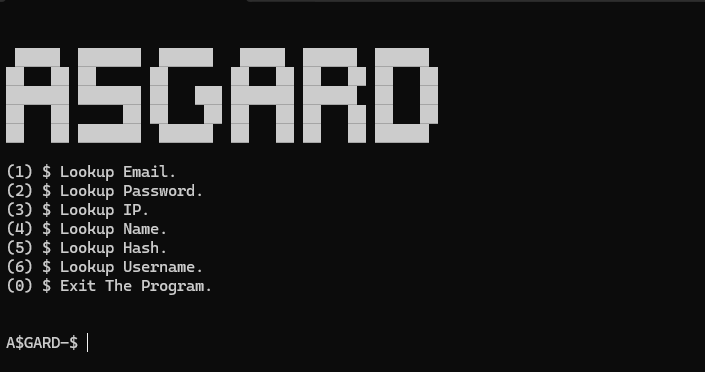 ASGARD
(1) $ Lookup Email.
(2) $ Lookup Password.
(3) $ Lookup IP.
(4) $ Lookup Name.
(5) $ Lookup Hash.
(6) $ Lookup Username.
(0) $ Exit The Program.
A$GARD-$